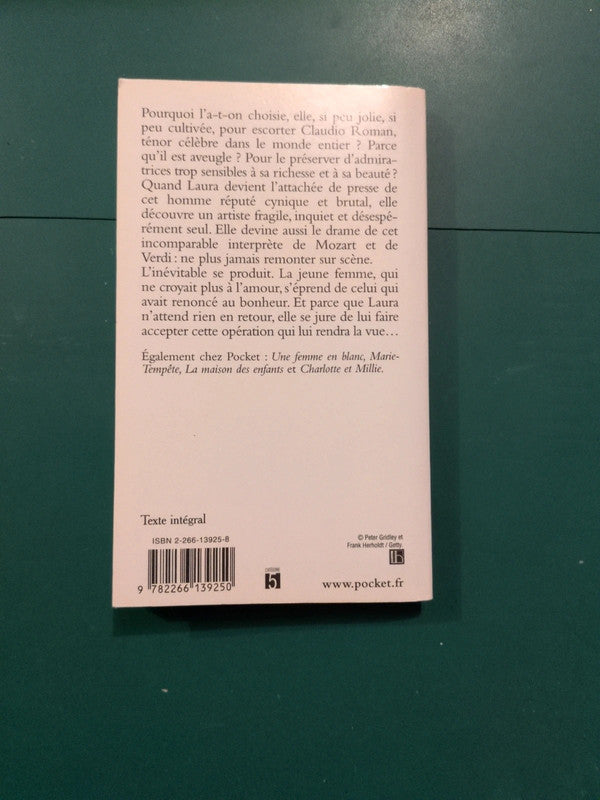 Pourquoi l'a-t-on choisie, elle, si peu jolie, si
peu cultivée, pour escorter Claudio Roman,
ténor célèbre dans le monde entier ? Parce
qu'il est aveugle ? Pour le préserver d'admira-
trices trop sensibles à sa richesse et à sa beauté ?
Quand Laura devient l'attachée de presse de
cet homme réputé cynique et brutal, elle
découvre un artiste fragile, inquiet et désespé-
rément seul. Elle devine aussi le drame de cet
incomparable interprète de Mozart et de
Verdi : ne plus jamais remonter sur scène.
L'inévitable se produit. La jeune femme, qui
ne croyait plus à l'amour, s'éprend de celui qui
avait renoncé au bonheur. Et parce que Laura
n'attend rien en retour, elle se jure de lui faire
accepter cette opération qui lui rendra la vue…
Également chez Pocket : Une femme en blanc, Marie-
Tempête, La maison des enfants et Charlotte et Millie.
Texte intégral
ISBN 2-266-13925-8
9 782266 139250
CATÉGORIE
5
© Peter Gridley et
Frank Herholdt / Getty.
www.pocket.fr